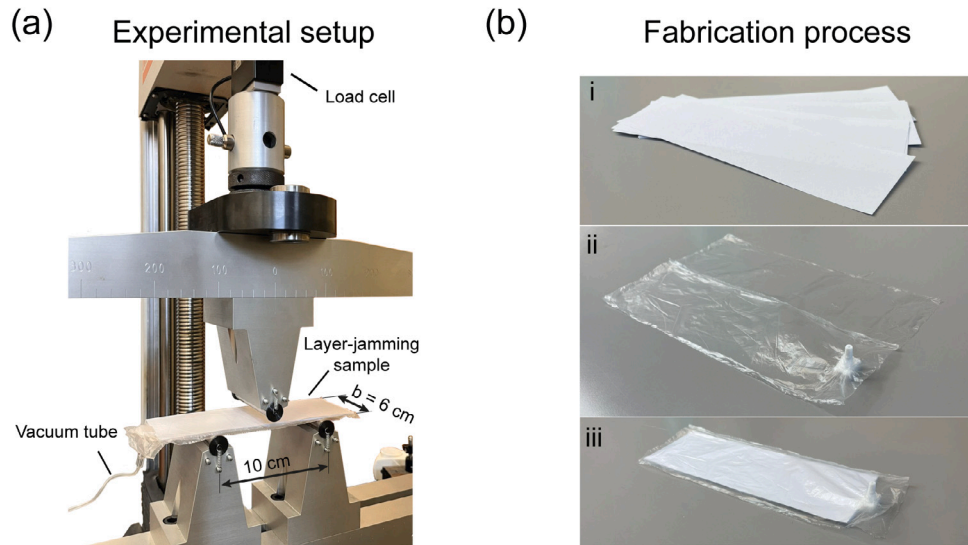 (a)
Experimental setup
Load cell
200
100
0
Layer-jamming
sample
b = 6 cm
Vacuum tube
10 cm
(b)
Fabrication process
i
ii
iii